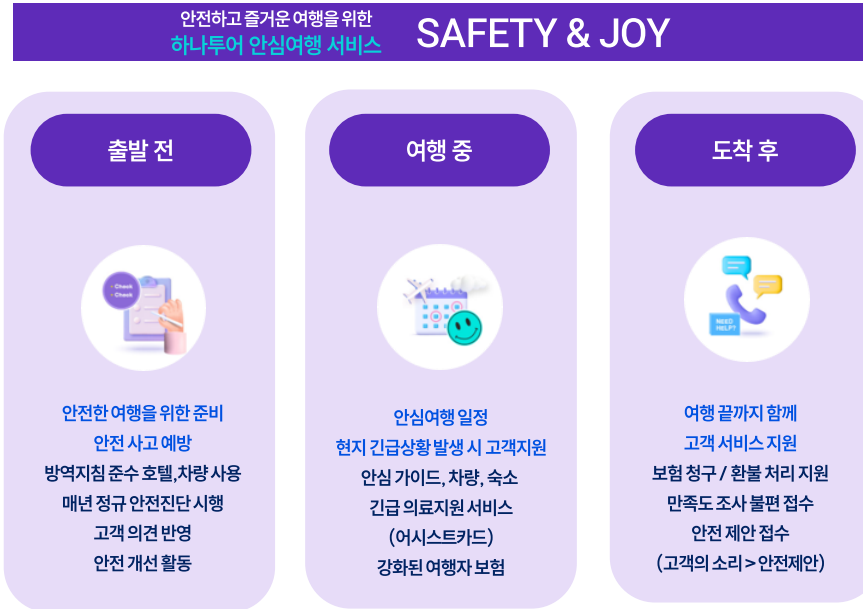 안전하고 즐거운 여행을 위한
하나투어 안심여행 서비스
SAFETY & JOY
출발 전
Check
Check
안전한 여행을 위한 준비
안전 사고 예방
방역지침 준수 호텔,차량 사용
매년 정규 안전진단 시행
고객 의견 반영
안전 개선 활동
여행 중
안심여행 일정
현지 긴급상황 발생 시 고객지원
안심 가이드, 차량, 숙소
긴급 의료지원 서비스
(어시스트카드)
강화된 여행자 보험
도착 후
NEED
HELP?
여행 끝까지 함께
고객 서비스 지원
보험 청구 / 환불 처리 지원
만족도 조사 불편 접수
안전 제안 접수
(고객의 소리 > 안전제안)